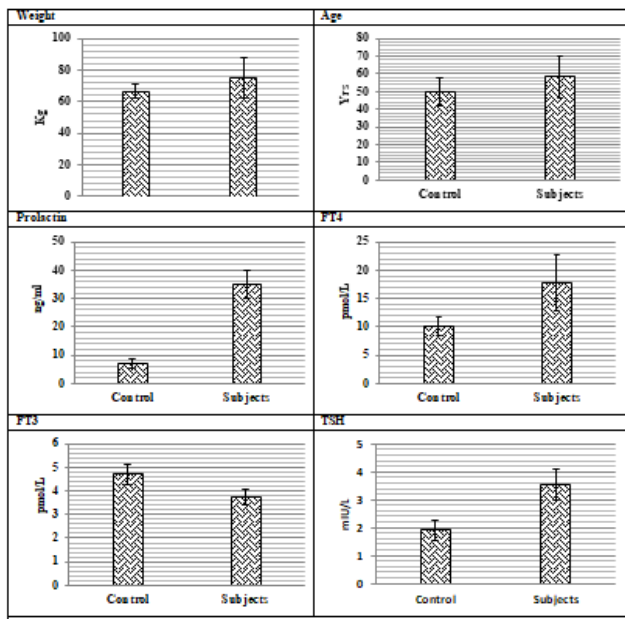 Weight
Age
100
80
60
40
20
0
Kg
80
70
60
50
40
30
20
10
0
Yrs
Control Subjects
Prolactin
FT4
50
40
30
20
10
0
ng/ml
Control Subjects
25
20
15
10
5
0
pmol/L
Control Subjects
FT3
TSH
6
5
4
3
2
1
0
pmol/L
Control Subjects
5
4
3
2
1
0
mIU/L
Control Subjects